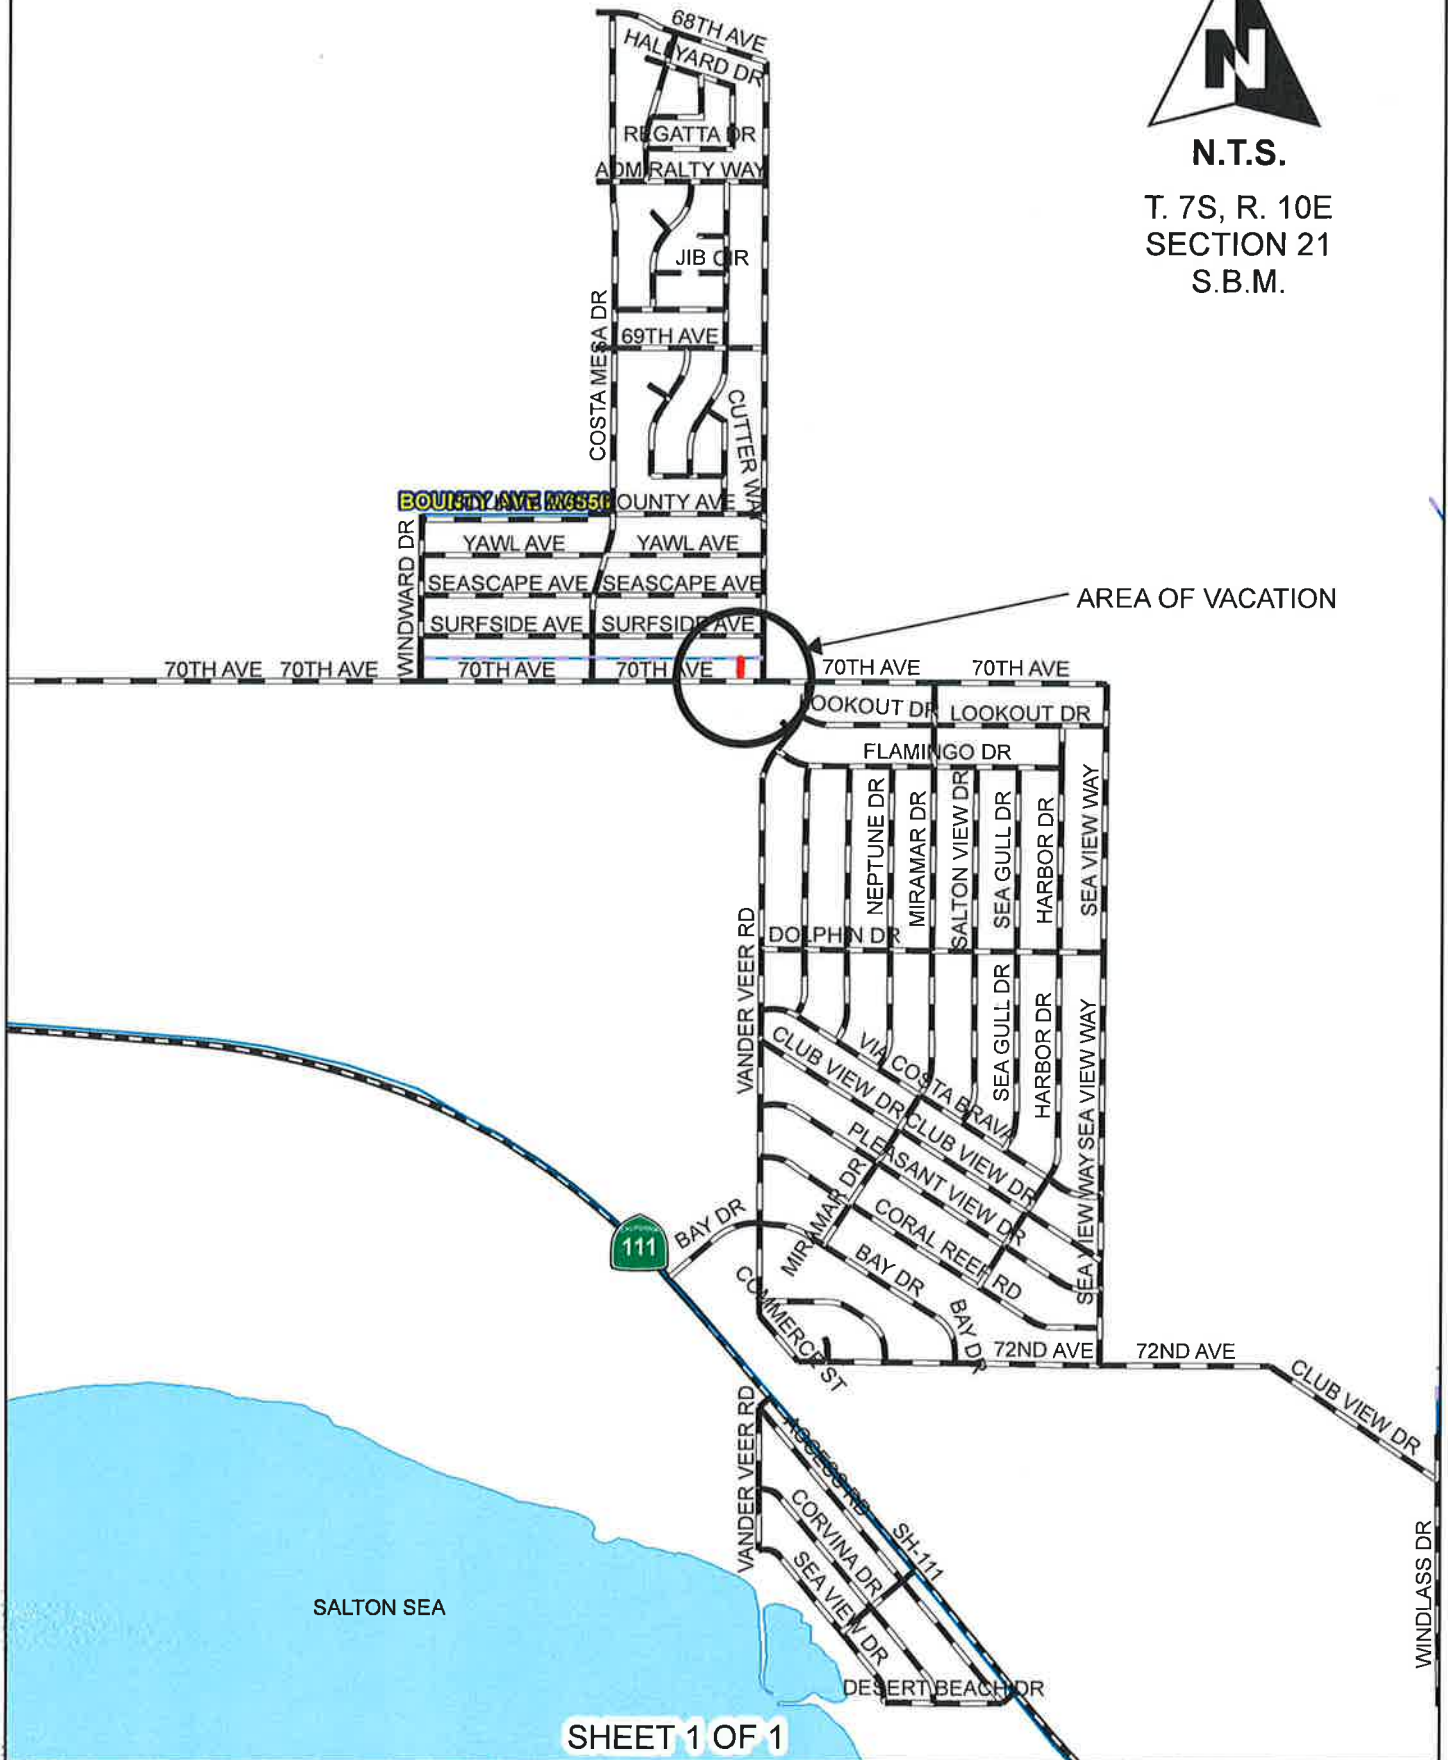 68TH AVE
HALYARD DR
REGATTA DR
ADMIRALTY WAY
N
N.T.S.
T. 7S, R. 10E
SECTION 21
S.B.M.
JIB CIR
COSTA MESA DR
69TH AVE
CUTTER WAY
BOUNTY AVE
BOUNTY AVE
WINDWARD DR
YAWL AVE
YAWL AVE
SEASCAPE AVE
SEASCAPE AVE
SURFSIDE AVE
SURFSIDE AVE
AREA OF VACATION
70TH AVE
70TH AVE
70TH AVE
70TH AVE
70TH AVE
70TH AVE
LOOKOUT DR
LOOKOUT DR
FLAMINGO DR
NEPTUNE DR
MIRAMAR DR
SALTON VIEW DR
SEA GULL DR
HARBOR DR
SEA VIEW WAY
DOLPHIN DR
VANDER VEER RD
SEA GULL DR
HARBOR DR
SEA VIEW WAY
VIA COSTA BRAVA
CLUB VIEW DR
CLUB VIEW DR
PLEASANT VIEW DR
MIRAMAR DR
CORAL REEF RD
SEA VIEW WAY
CALIFORNIA
111
BAY DR
BAY DR
BAY DR
COMMERCE ST
72ND AVE
72ND AVE
CLUB VIEW DR
VANDER VEER RD
ACCESS RD
SH-111
CORVINA DR
SEA VIEW DR
WINDLASS DR
SALTON SEA
DESERT BEACH DR
SHEET 1 OF 1